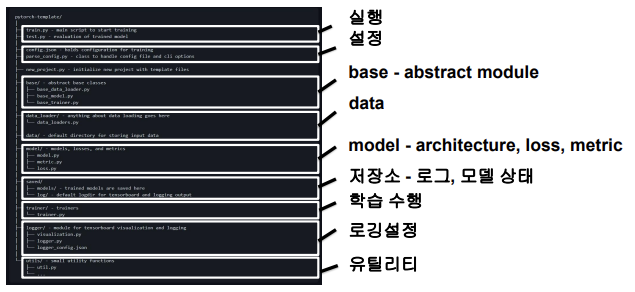 pytorch-template/
train.py - main script to start training
test.py - evaluation of trained model
config.json - holds configuration for training
parse_config.py - class to handle config file and cli options
new_project.py - initialize new project with template files
base/ - abstract base classes
base_data_loader.py
base_model.py
base_trainer.py
data_loader/ - anything about data loading goes here
data_loaders.py
data/ - default directory for storing input data
model/ - models, losses, and metrics
model.py
metric.py
loss.py
saved/
models/ - trained models are saved here
log/ - default logdir for tensorboard and logging output
trainer/ - trainers
trainer.py
logger/ - module for tensorboard visualization and logging
visualization.py
logger.py
logger_config.json
utils/ - small utility functions
util.py
...
실행
설정
base - abstract module
data
model - architecture, loss, metric
저장소 - 로그, 모델 상태
학습 수행
로깅설정
유틸리티